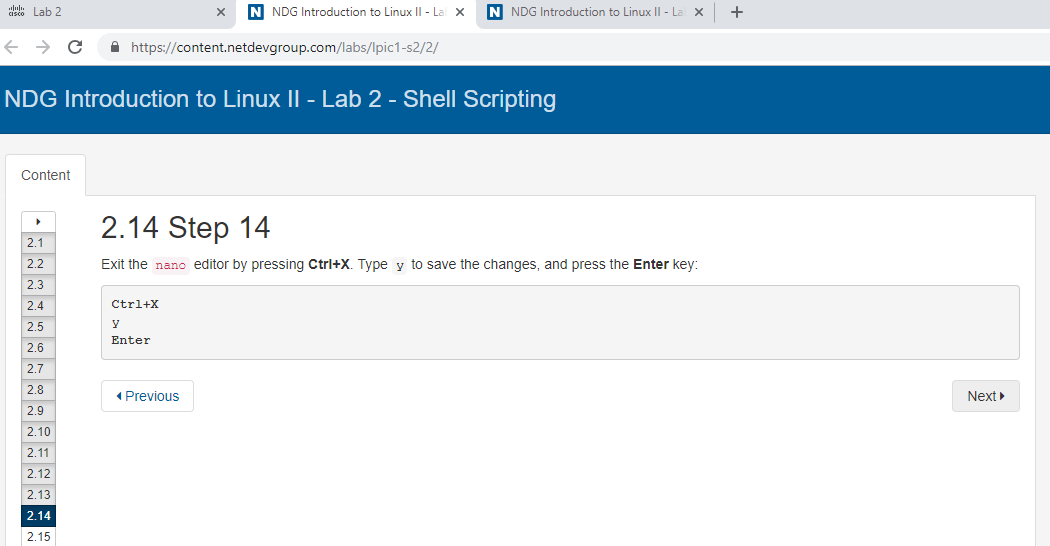 Lab 2
NDG Introduction to Linux II - La
NDG Introduction to Linux II - La
https://content.netdevgroup.com/labs/lpic1-s2/2/
NDG Introduction to Linux II - Lab 2 - Shell Scripting
Content
2.1
2.2
2.3
2.4
2.5
2.6
2.7
2.8
2.9
2.10
2.11
2.12
2.13
2.14
2.15
2.14 Step 14
Exit the nano editor by pressing Ctrl+X. Type y to save the changes, and press the Enter key:
Ctrl+X
y
Enter
Previous
Next